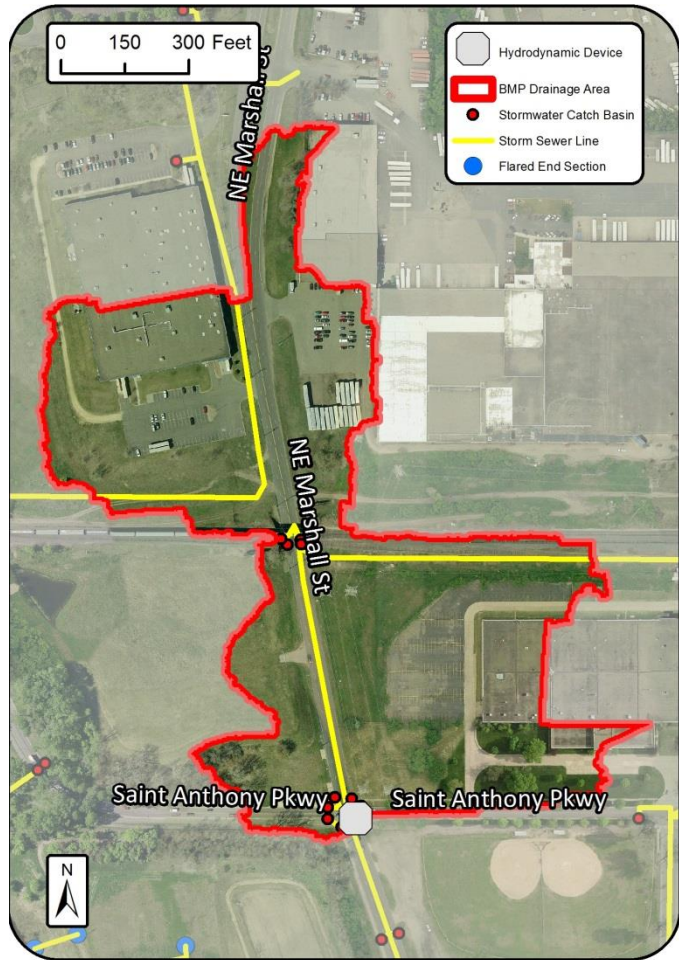 0 150 300 Feet
Hydrodynamic Device
BMP Drainage Area
Stormwater Catch Basin
Storm Sewer Line
Flared End Section
NE Marshall St
NE Marshall St
Saint Anthony Pkwy
Saint Anthony Pkwy
N